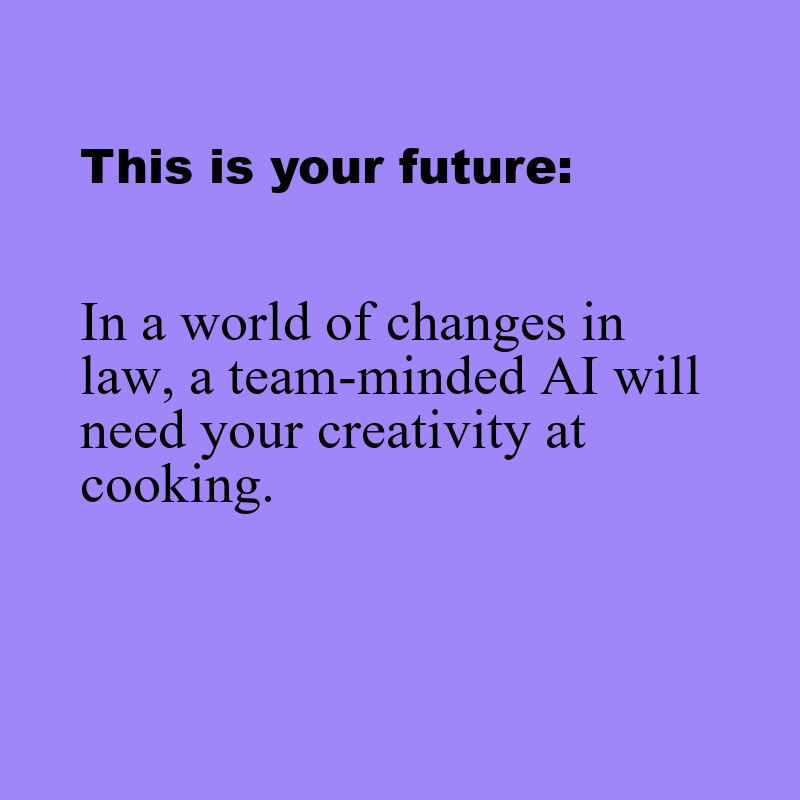 This is your future:
In a world of changes in
law, a team-minded AI will
need your creativity at
cooking.